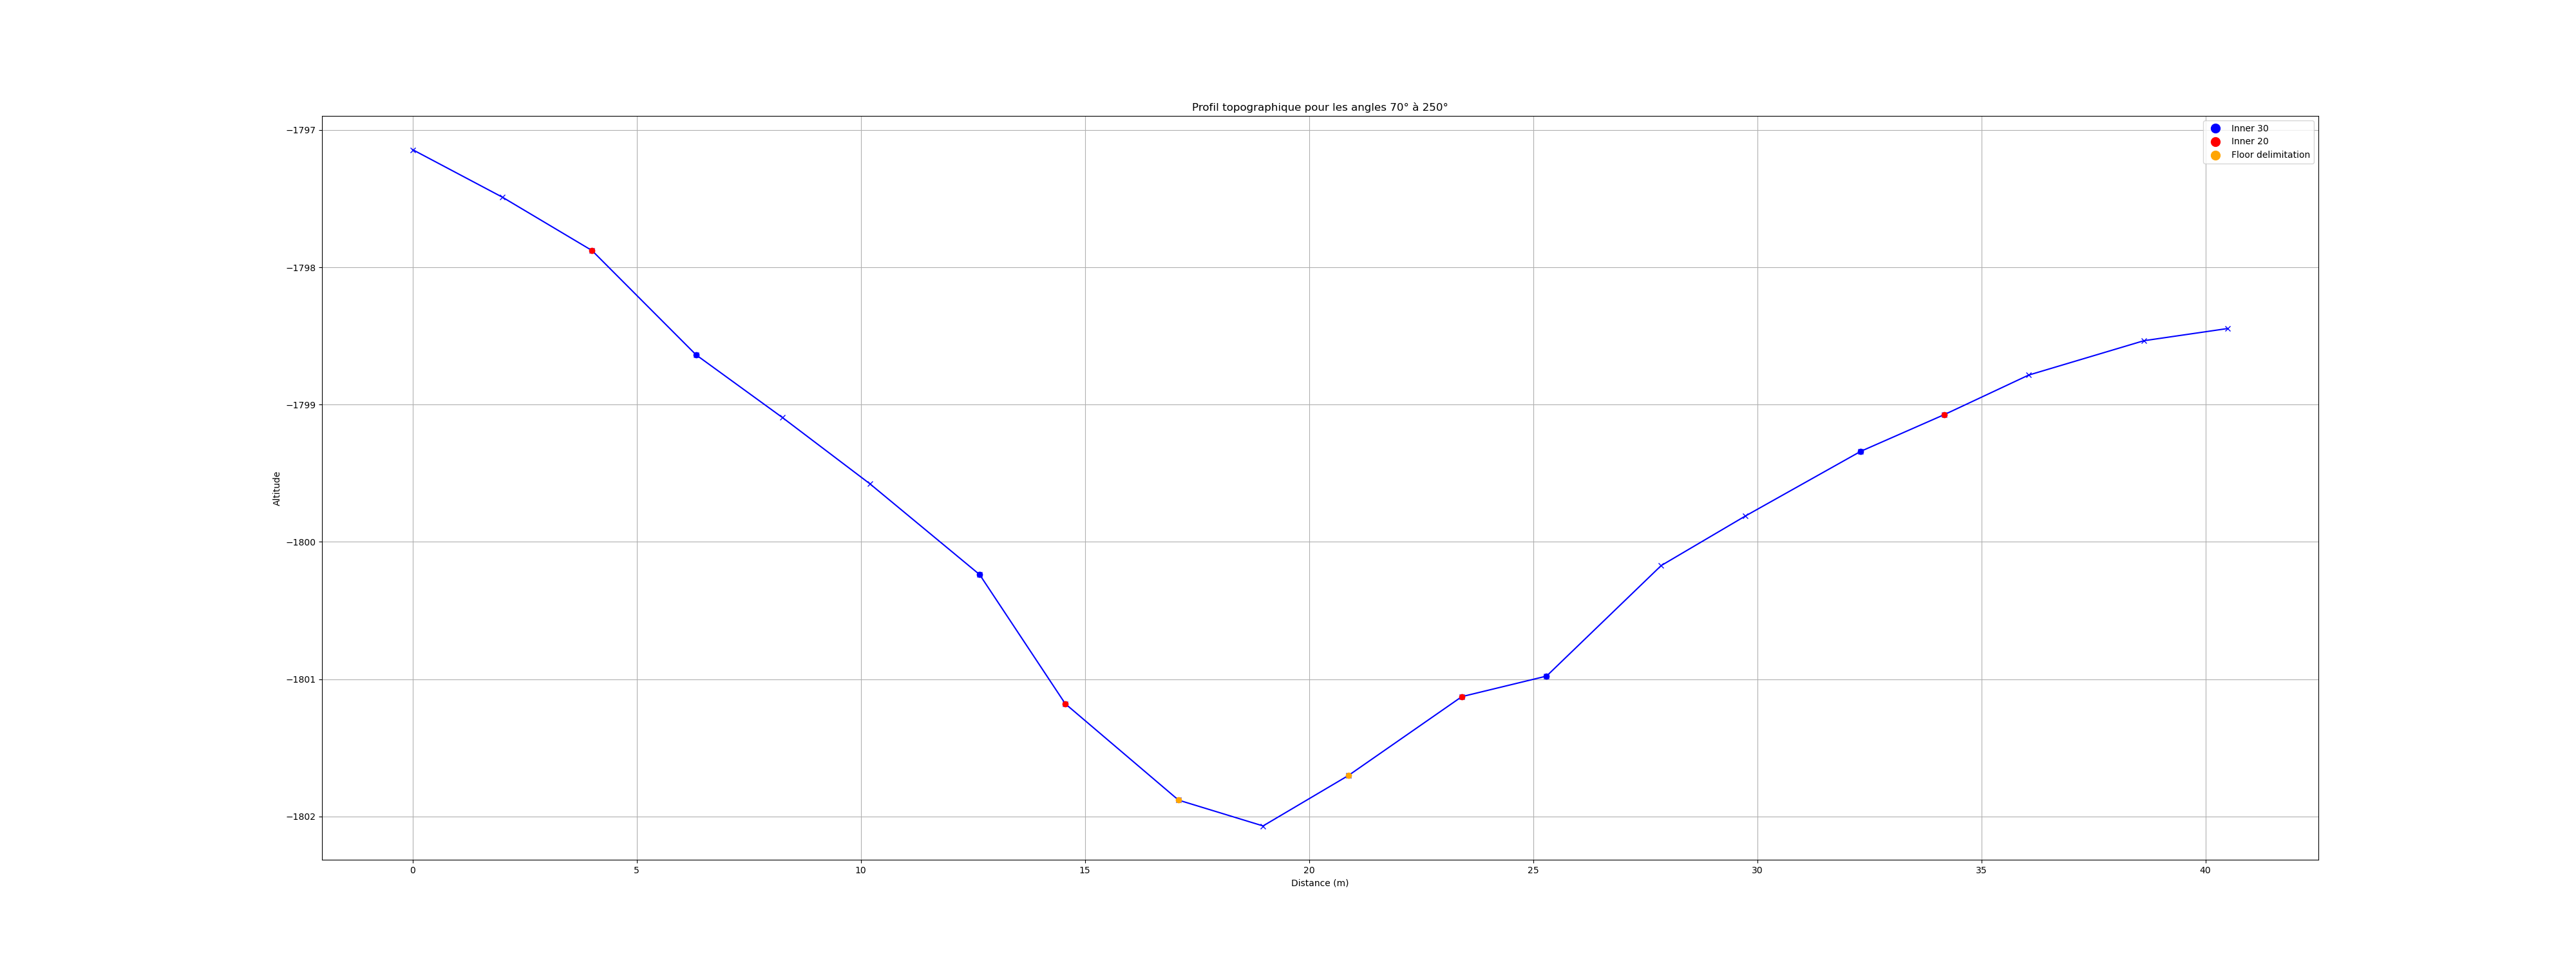 Profil topographique pour les angles 70° à 250°
Inner 30
Inner 20
Floor delimitation
−1797
−1798
−1799
−1800
−1801
−1802
Altitude
0 5 10 15 20 25 30 35 40
Distance (m)